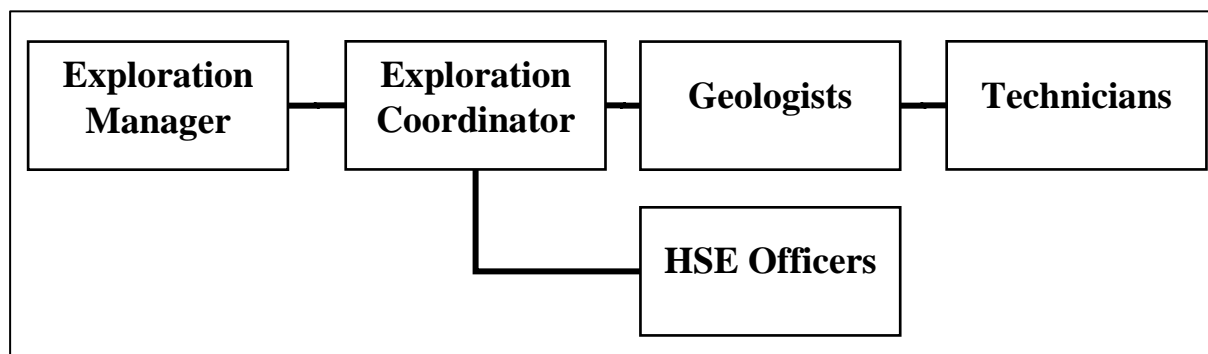 Exploration
Manager
Exploration
Coordinator
Geologists
Technicians
HSE Officers